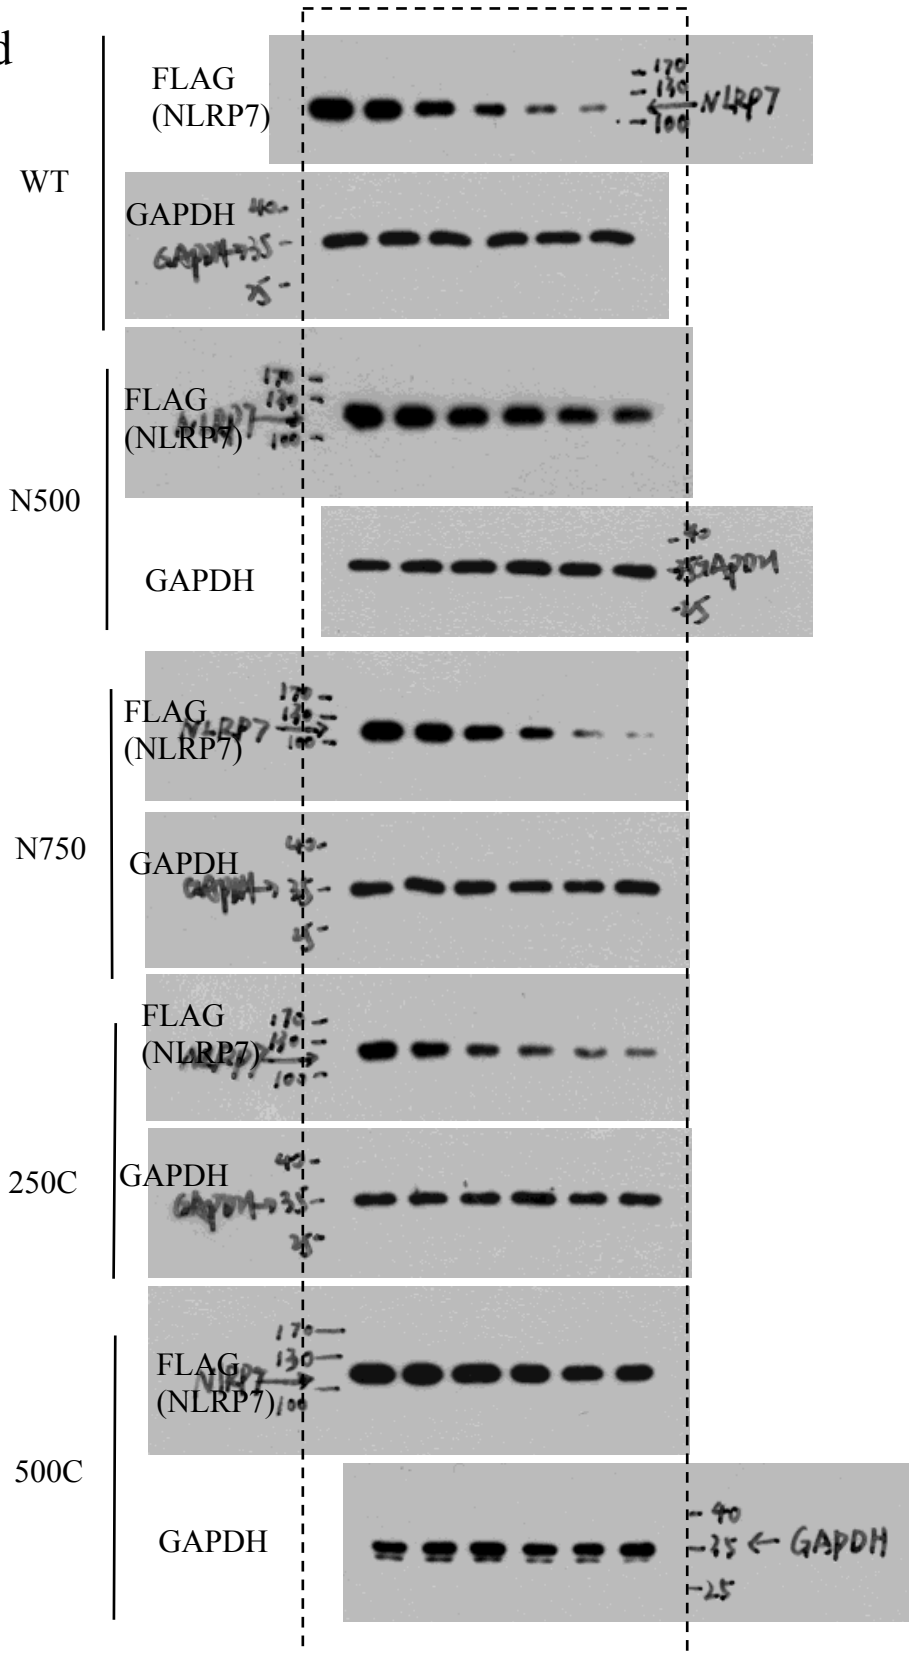 d
WT
FLAG
(NLRP7)
170
130
100
NLRP7
GAPDH
40
GAPDH 35
25
N500
FLAG
(NLRP7)
170
130
NLRP7
100
GAPDH
40
35 GAPDH
25
N750
FLAG
(NLRP7)
170
130
NLRP7
100
GAPDH
40
GAPDH 35
25
250C
FLAG
(NLRP7)
170
130
NLRP7
100
GAPDH
40
GAPDH 35
25
500C
FLAG
(NLRP7)
170
130
NLRP7
100
GAPDH
40
35 ← GAPDH
25